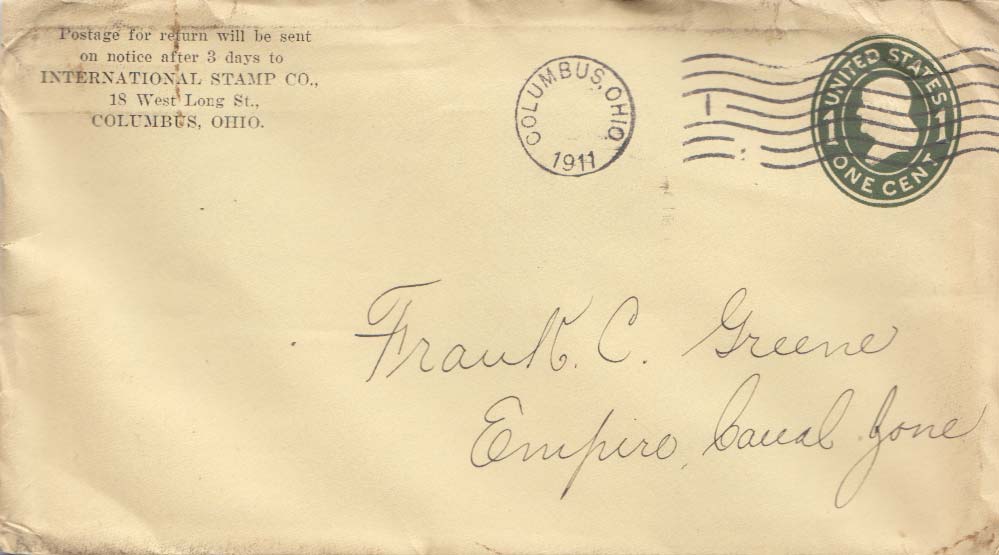 Postage for return will be sent
on notice after 3 days to
INTERNATIONAL STAMP CO.,
18 West Long St.,
COLUMBUS, OHIO.
COLUMBUS, OHIO
1911
1
UNITED STATES
1 1
ONE CENT
Frank. C. Greene
Empire, Canal Zone